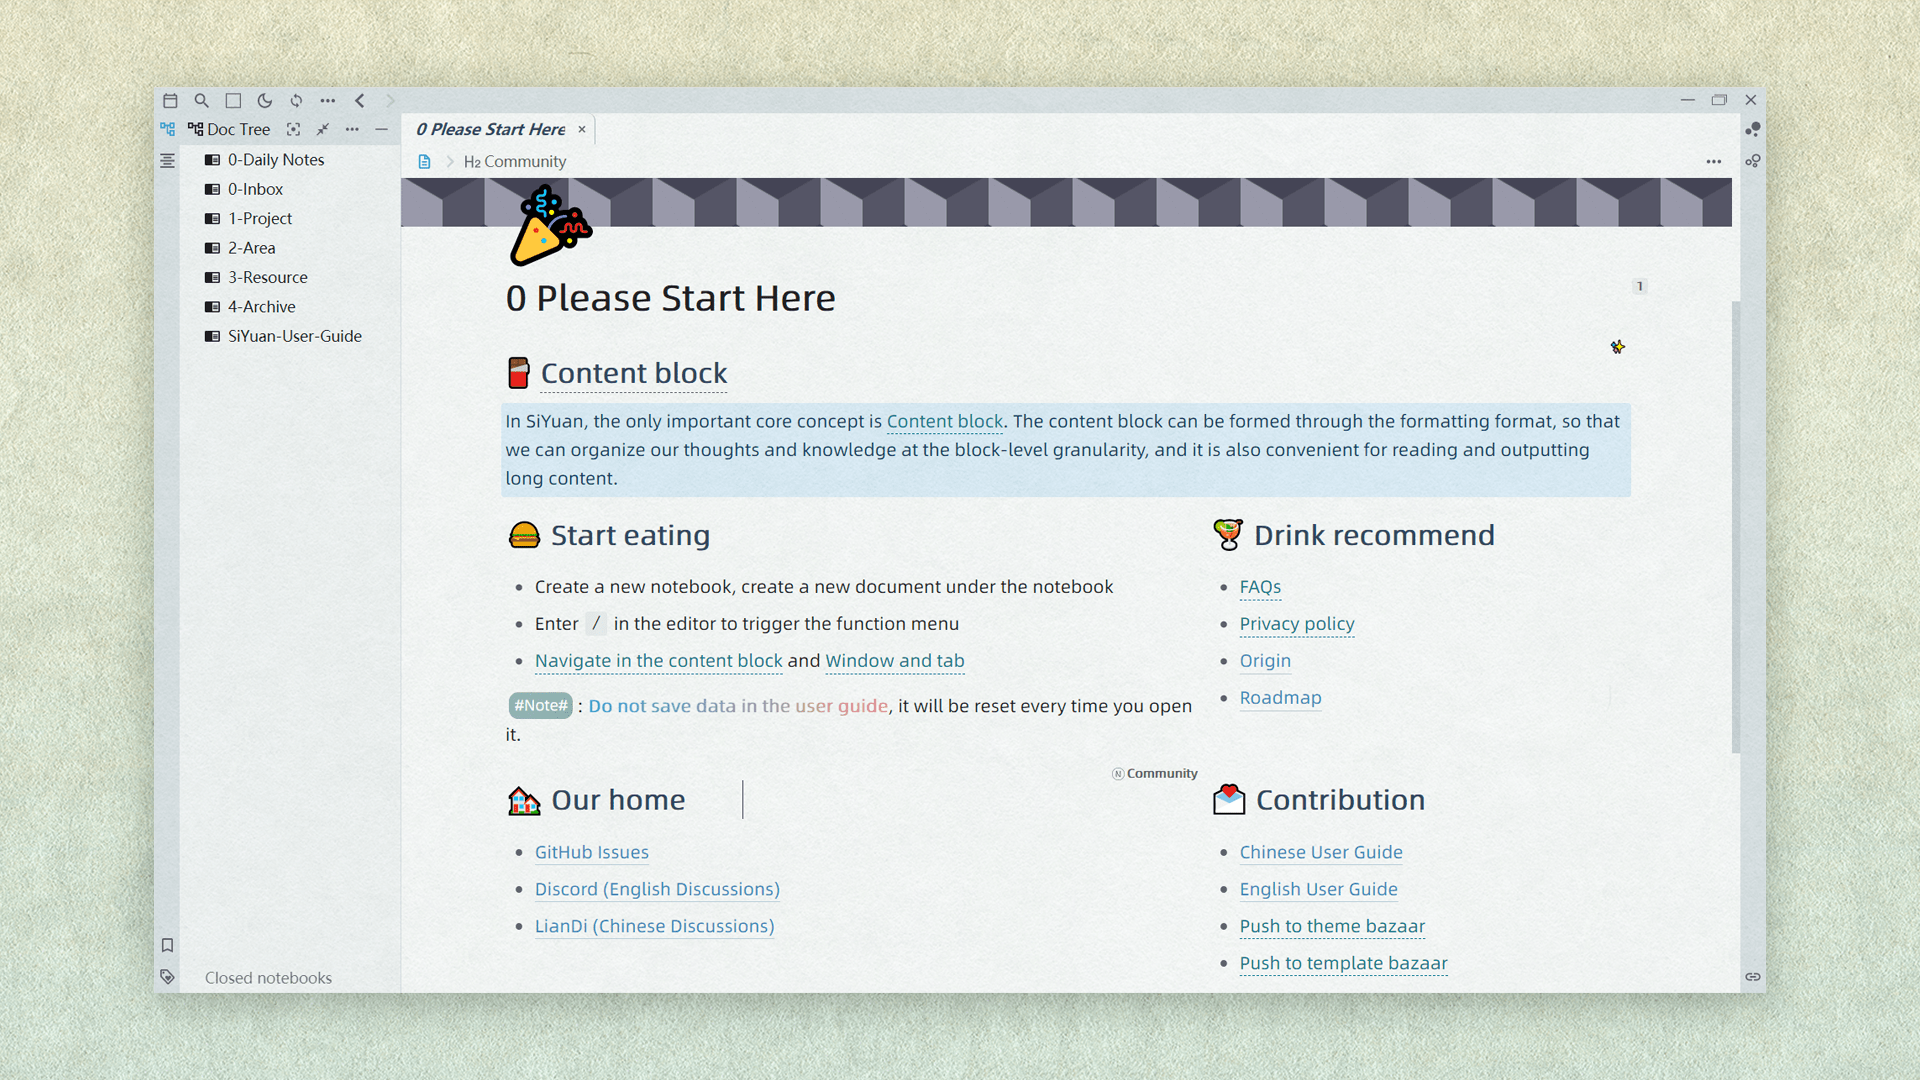 Doc Tree
0 Please Start Here
H2 Community
0-Daily Notes
0-Inbox
1-Project
2-Area
3-Resource
4-Archive
SiYuan-User-Guide
Closed notebooks
0 Please Start Here
1
Content block
In SiYuan, the only important core concept is Content block. The content block can be formed through the formatting format, so that
we can organize our thoughts and knowledge at the block-level granularity, and it is also convenient for reading and outputting
long content.
Start eating
Create a new notebook, create a new document under the notebook
Enter / in the editor to trigger the function menu
Navigate in the content block and Window and tab
#Note# : Do not save data in the user guide, it will be reset every time you open
it.
Drink recommend
FAQs
Privacy policy
Origin
Roadmap
N Community
Our home
GitHub Issues
Discord (English Discussions)
LianDi (Chinese Discussions)
Contribution
Chinese User Guide
English User Guide
Push to theme bazaar
Push to template bazaar